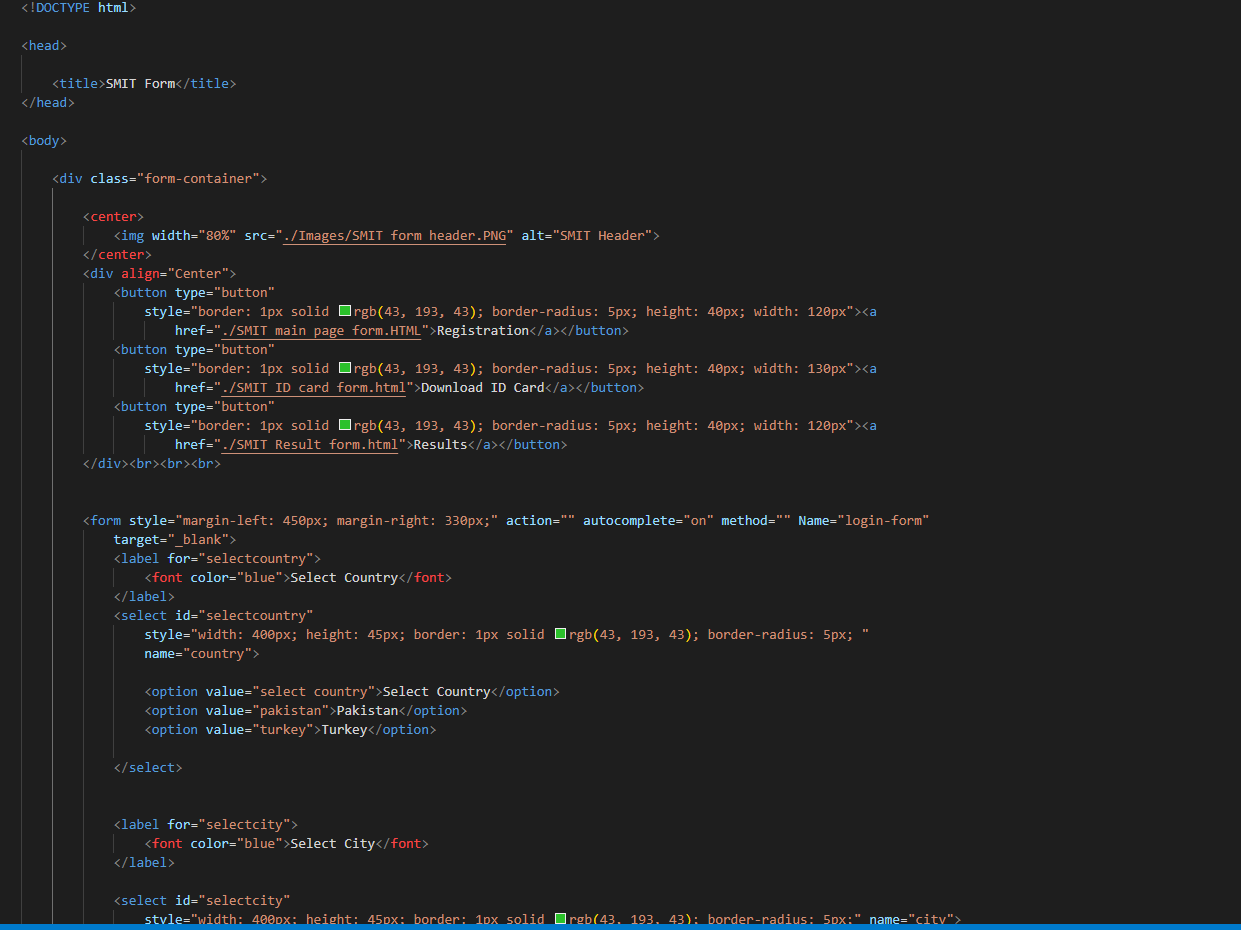 <!DOCTYPE html>
<head>
<title>SMIT Form</title>
</head>
<body>
<div class="form-container">
<center>
<img width="80%" src="./Images/SMIT form header.PNG" alt="SMIT Header">
</center>
<div align="Center">
<button type="button"
style="border: 1px solid rgb(43, 193, 43); border-radius: 5px; height: 40px; width: 120px"><a
href="./SMIT main page form.HTML">Registration</a></button>
<button type="button"
style="border: 1px solid rgb(43, 193, 43); border-radius: 5px; height: 40px; width: 130px"><a
href="./SMIT ID card form.html">Download ID Card</a></button>
<button type="button"
style="border: 1px solid rgb(43, 193, 43); border-radius: 5px; height: 40px; width: 120px"><a
href="./SMIT Result form.html">Results</a></button>
</div><br><br><br>
<form style="margin-left: 450px; margin-right: 330px;" action="" autocomplete="on" method="" Name="login-form"
target="_blank">
<label for="selectcountry">
<font color="blue">Select Country</font>
</label>
<select id="selectcountry"
style="width: 400px; height: 45px; border: 1px solid rgb(43, 193, 43); border-radius: 5px; "
name="country">
<option value="select country">Select Country</option>
<option value="pakistan">Pakistan</option>
<option value="turkey">Turkey</option>
</select>
<label for="selectcity">
<font color="blue">Select City</font>
</label>
<select id="selectcity"
style="width: 400px; height: 45px; border: 1px solid rgb(43, 193, 43); border-radius: 5px;" name="city">